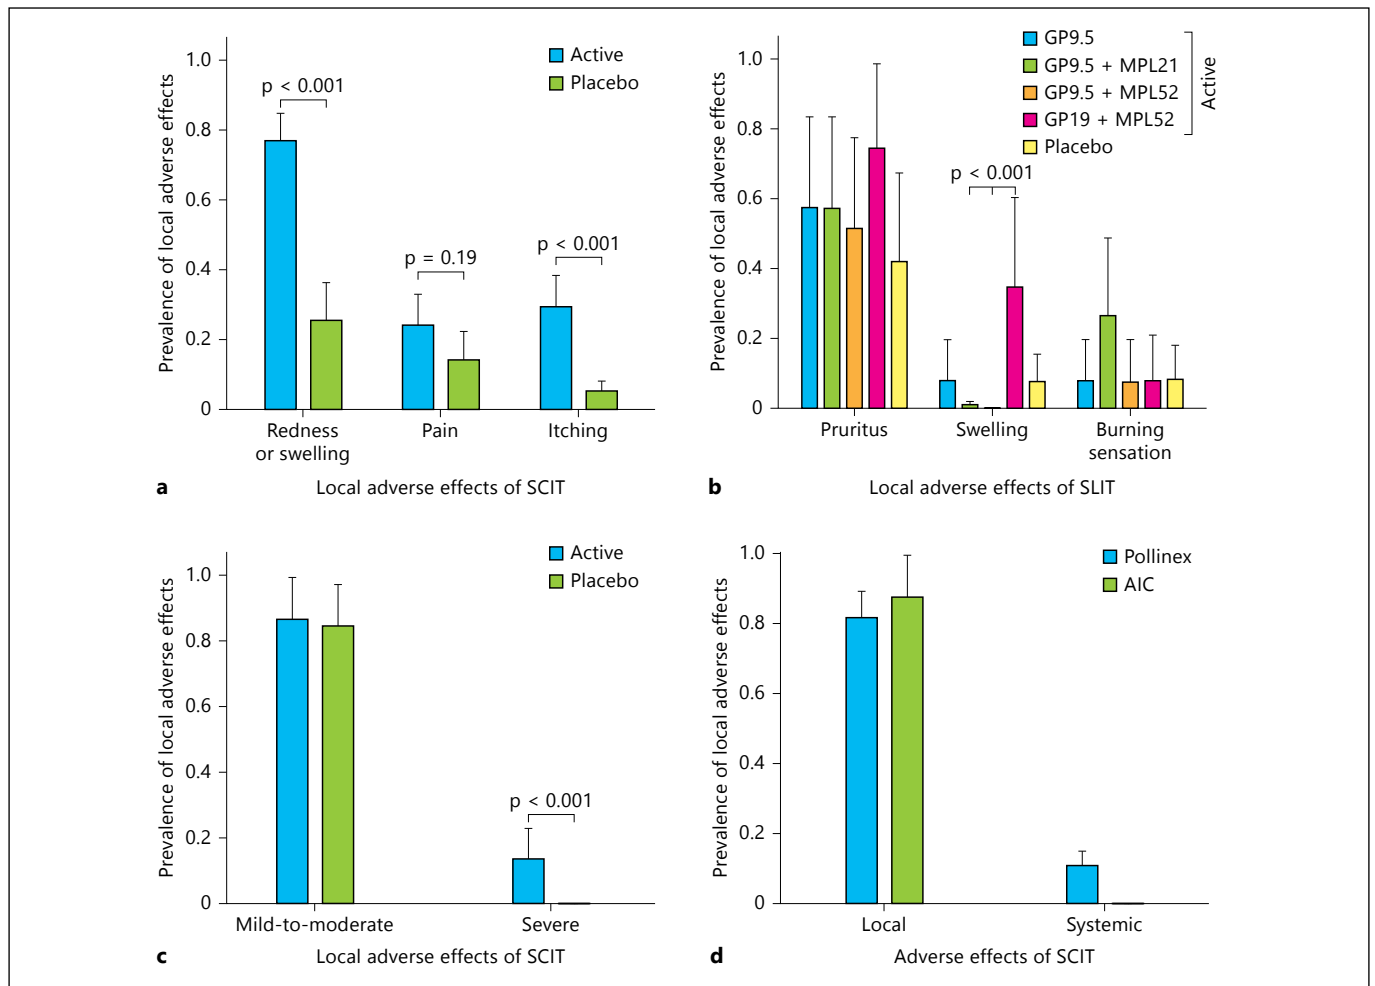 Prevalence of local adverse effects
1.0
0.8
0.6
0.4
0.2
0
Active
Placebo
p < 0.001
p = 0.19
p < 0.001
Redness
or swelling
Pain
Itching
a
Local adverse effects of SCIT
Prevalence of local adverse effects
1.0
0.8
0.6
0.4
0.2
0
GP9.5
GP9.5 + MPL21
GP9.5 + MPL52
GP19 + MPL52
Placebo
Active
p < 0.001
Pruritus
Swelling
Burning
sensation
b
Local adverse effects of SLIT
Prevalence of local adverse effects
1.0
0.8
0.6
0.4
0.2
0
Active
Placebo
p < 0.001
Mild-to-moderate
Severe
c
Local adverse effects of SCIT
Prevalence of local adverse effects
1.0
0.8
0.6
0.4
0.2
0
Pollinex
AIC
Local
Systemic
d
Adverse effects of SCIT